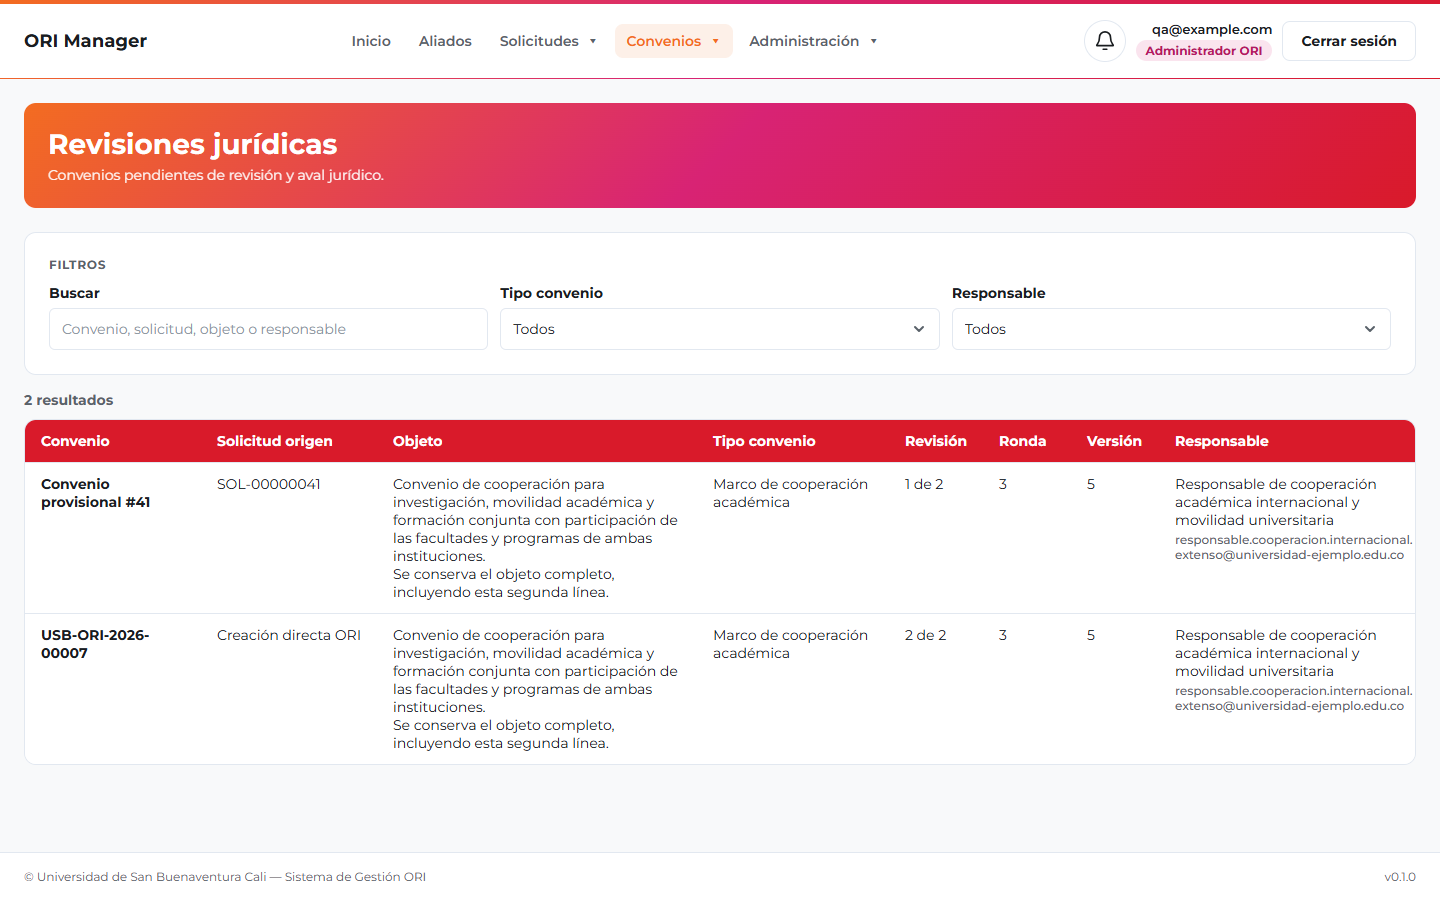 ORI Manager
Inicio
Aliados
Solicitudes
Convenios
Administración
qa@example.com
Administrador ORI
Cerrar sesión
Revisiones jurídicas
Convenios pendientes de revisión y aval jurídico.
FILTROS
Buscar
Tipo convenio
Responsable
Convenio, solicitud, objeto o responsable
Todos
Todos
2 resultados
Convenio
Solicitud origen
Objeto
Tipo convenio
Revisión
Ronda
Versión
Responsable
Convenio
provisional #41
SOL-00000041
Convenio de cooperación para
investigación, movilidad académica y
formación conjunta con participación de
las facultades y programas de ambas
instituciones.
Se conserva el objeto completo,
incluyendo esta segunda línea.
Marco de cooperación
académica
1 de 2
3
5
Responsable de cooperación
académica internacional y
movilidad universitaria
responsable.cooperacion.internacional.
extenso@universidad-ejemplo.edu.co
USB-ORI-2026-
00007
Creación directa ORI
Convenio de cooperación para
investigación, movilidad académica y
formación conjunta con participación de
las facultades y programas de ambas
instituciones.
Se conserva el objeto completo,
incluyendo esta segunda línea.
Marco de cooperación
académica
2 de 2
3
5
Responsable de cooperación
académica internacional y
movilidad universitaria
responsable.cooperacion.internacional.
extenso@universidad-ejemplo.edu.co
© Universidad de San Buenaventura Cali — Sistema de Gestión ORI
v0.1.0